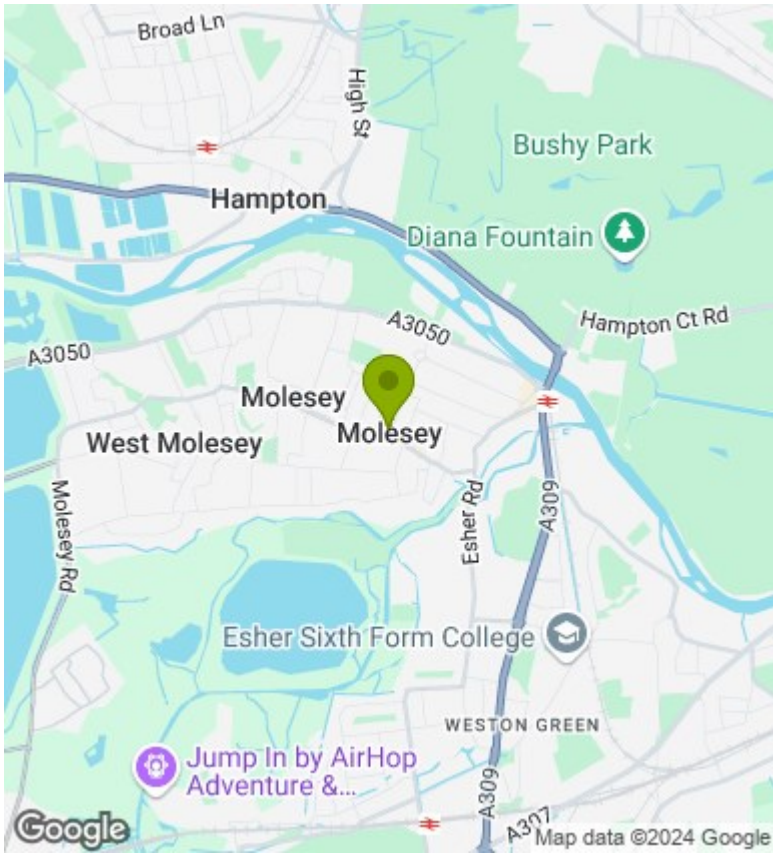 Broad Ln
High St
Bushy Park
Hampton
Diana Fountain
Hampton Ct Rd
A3050
A3050
Molesey
Molesey
West Molesey
Molesey Rd
Esher Rd
A309
Esher Sixth Form College
WESTON GREEN
Jump In by AirHop
Adventure &...
A309
A307
Google
Map data ©2024 Google